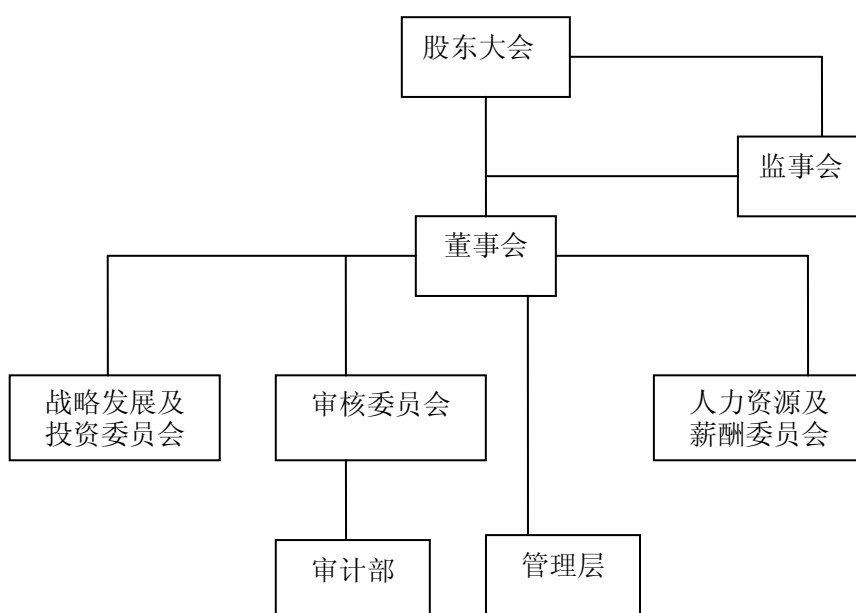 股东大会
监事会
董事会
战略发展及
投资委员会
审核委员会
人力资源及
薪酬委员会
审计部
管理层